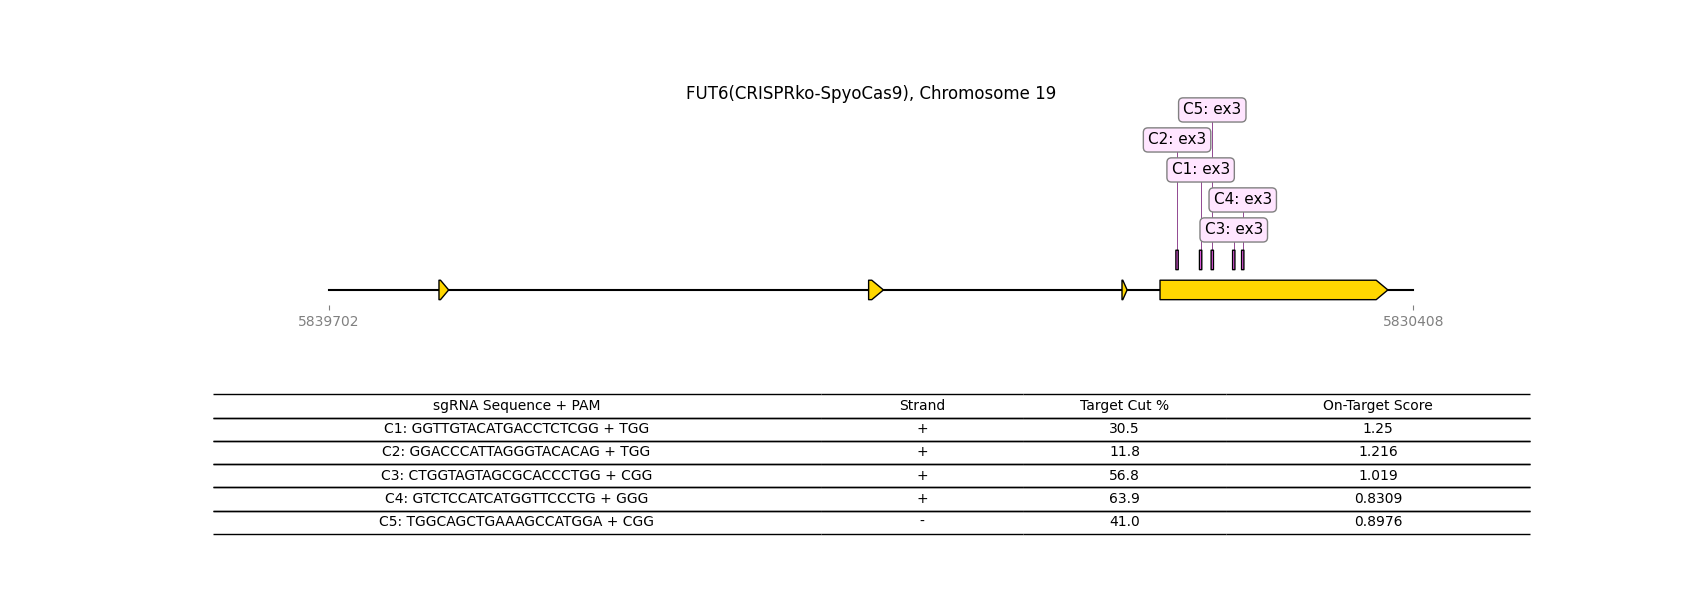 FUT6(CRISPRko-SpyoCas9), Chromosome 19
C5: ex3
C2: ex3
C1: ex3
C4: ex3
C3: ex3
5839702 5830408
sgRNA Sequence + PAM Strand Target Cut % On-Target Score
C1: GGTTGTACATGACCTCTCGG + TGG + 30.5 1.25
C2: GGACCCATTAGGGTACACAG + TGG + 11.8 1.216
C3: CTGGTAGTAGCGCACCCTGG + CGG + 56.8 1.019
C4: GTCTCCATCATGGTTCCCTG + GGG + 63.9 0.8309
C5: TGGCAGCTGAAAGCCATGGA + CGG - 41.0 0.8976